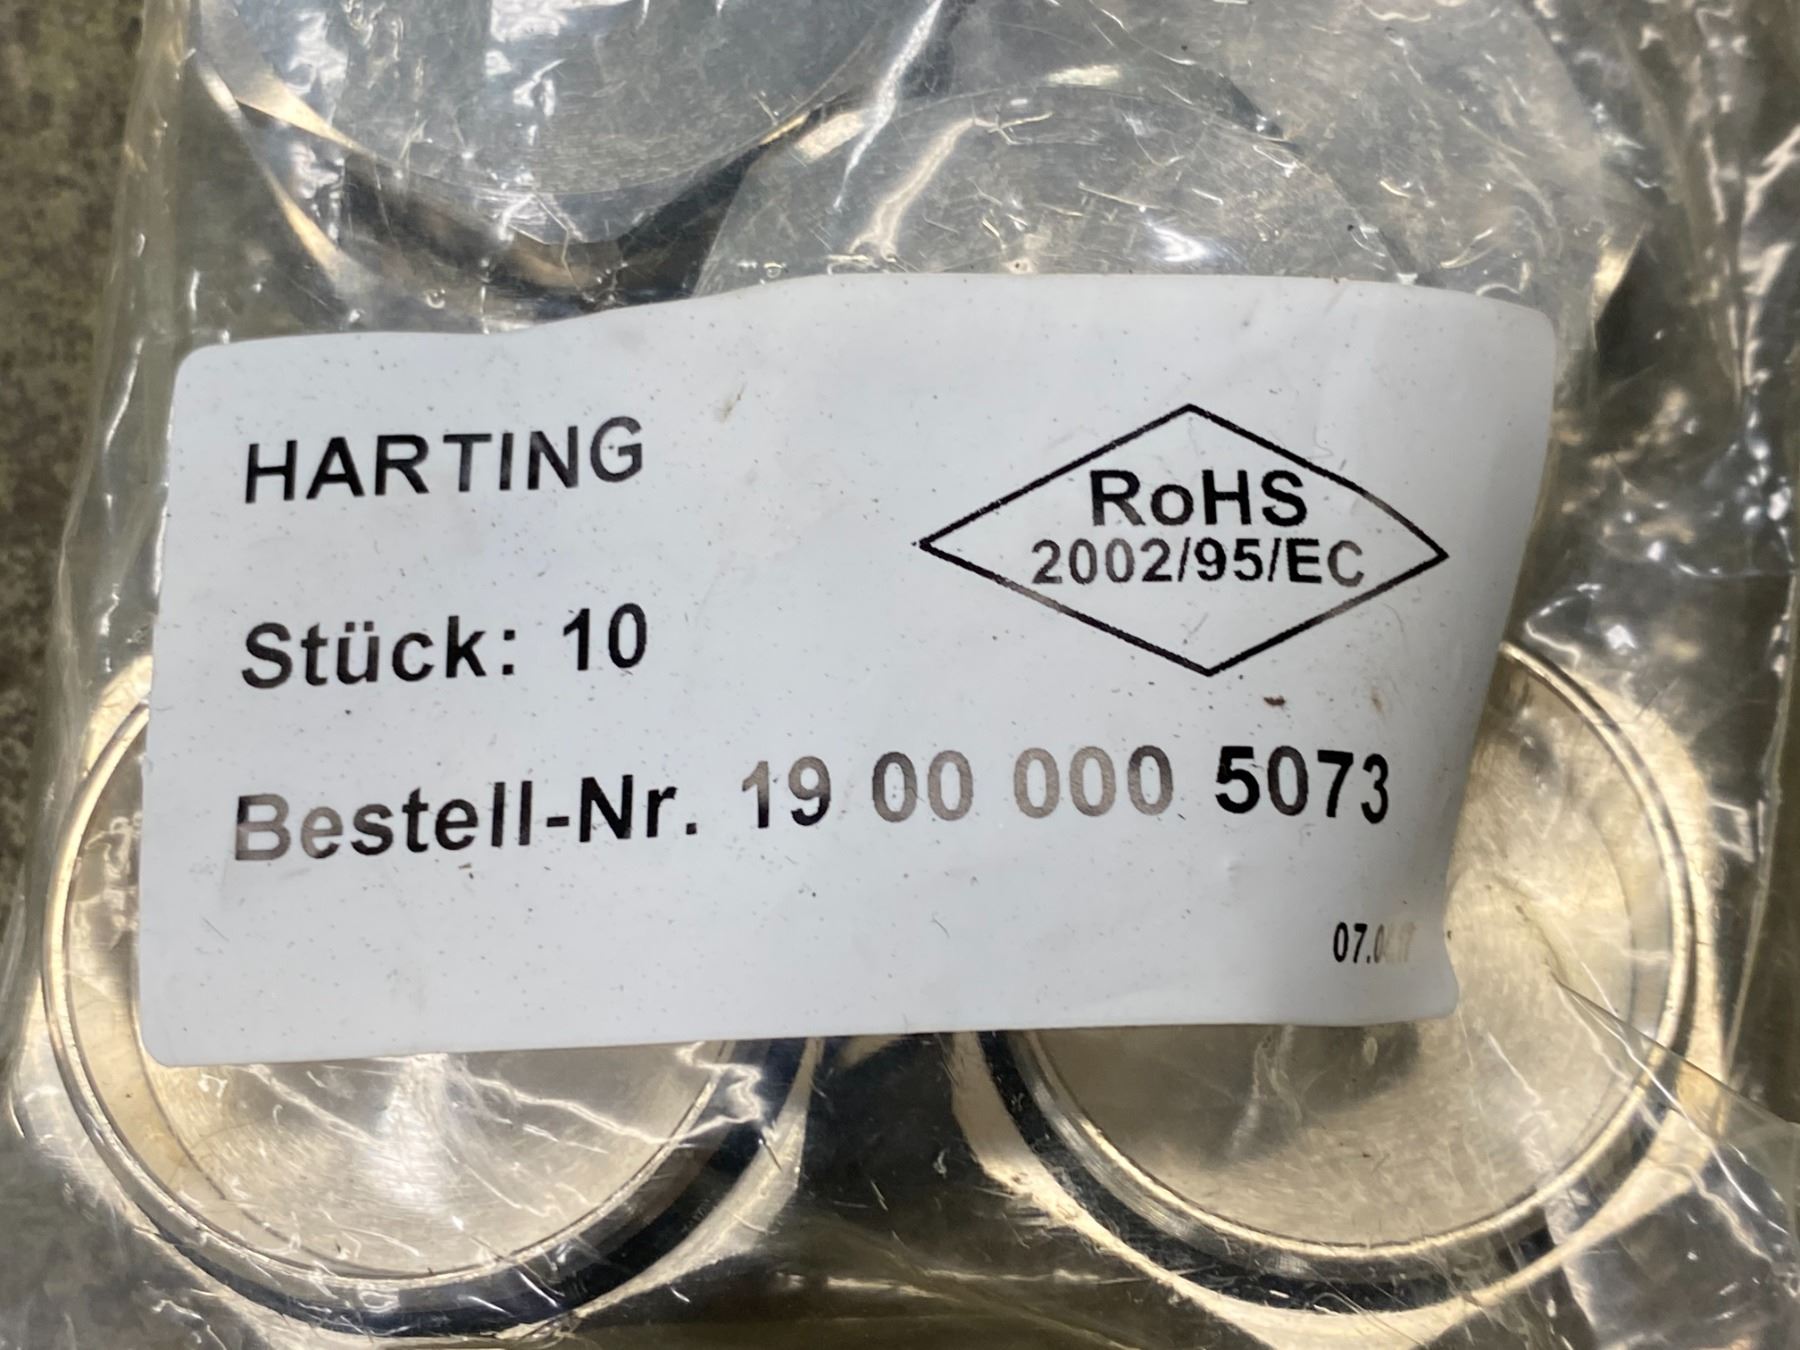 HARTING
RoHS
2002/95/EC
Stück: 10
Bestell-Nr. 19 00 000 5073